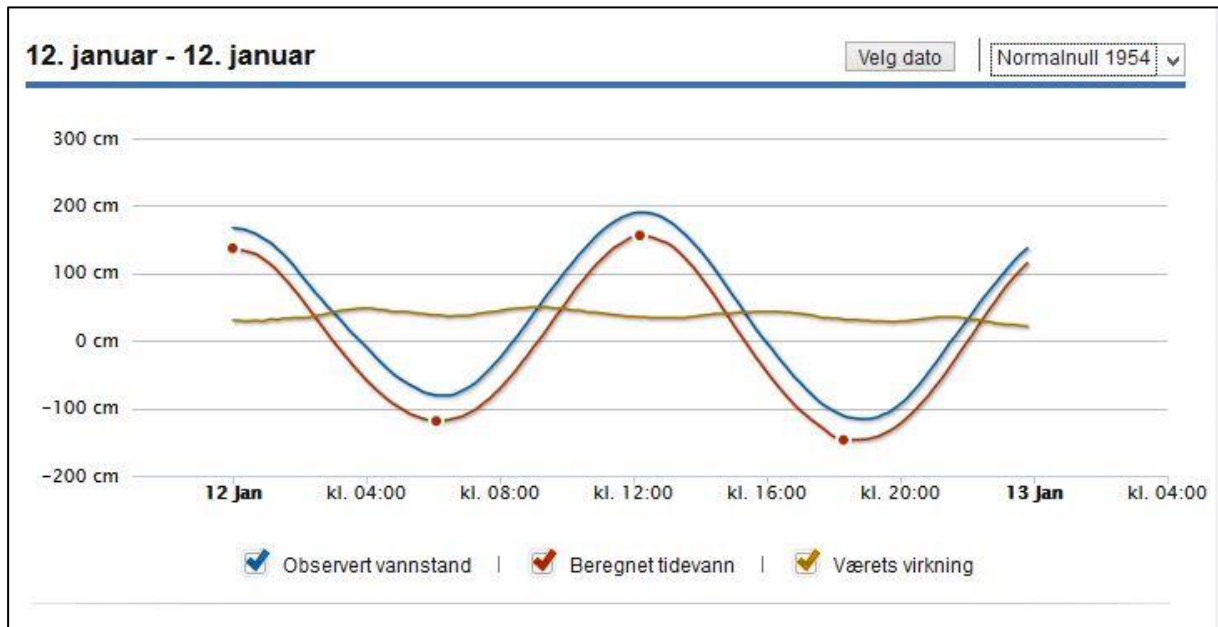 12. januar - 12. januar
Velg dato
Normalnull 1954
300 cm
200 cm
100 cm
0 cm
-100 cm
-200 cm
12 Jan kl. 04:00 kl. 08:00 kl. 12:00 kl. 16:00 kl. 20:00 13 Jan kl. 04:00
Observert vannstand | Beregnet tidevann | Værets virkning